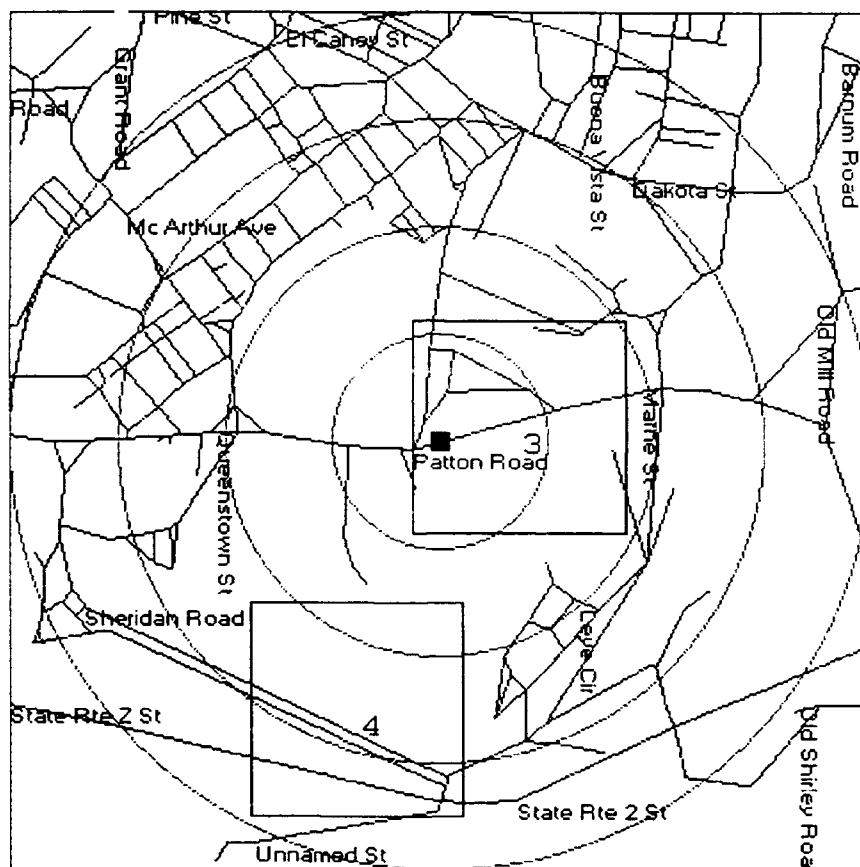 Pine St
El Caney St
Grant Road
Road
Buena Vista St
Barnum Road
Dakota St
Mc Arthur Ave
Old Mill Road
Marne St
3
Patton Road
Queenstown St
Sheridan Road
Leye Cir
State Rte 2 St
4
Old Shirley Roa
State Rte 2 St
Unnamed St